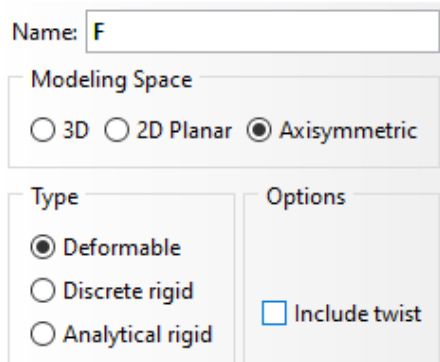 Name: F
Modeling Space
3D 2D Planar Axisymmetric
Type
Deformable
Discrete rigid
Analytical rigid
Options
Include twist